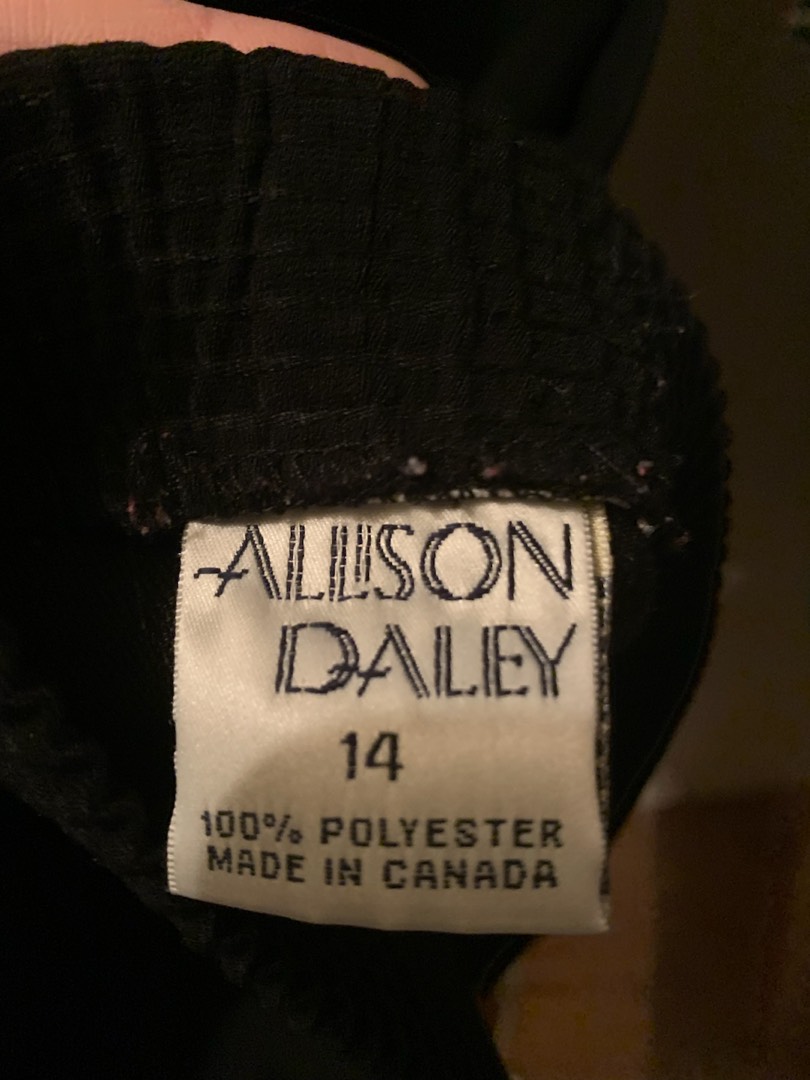 ALLISON
DALEY
14
100% POLYESTER
MADE IN CANADA